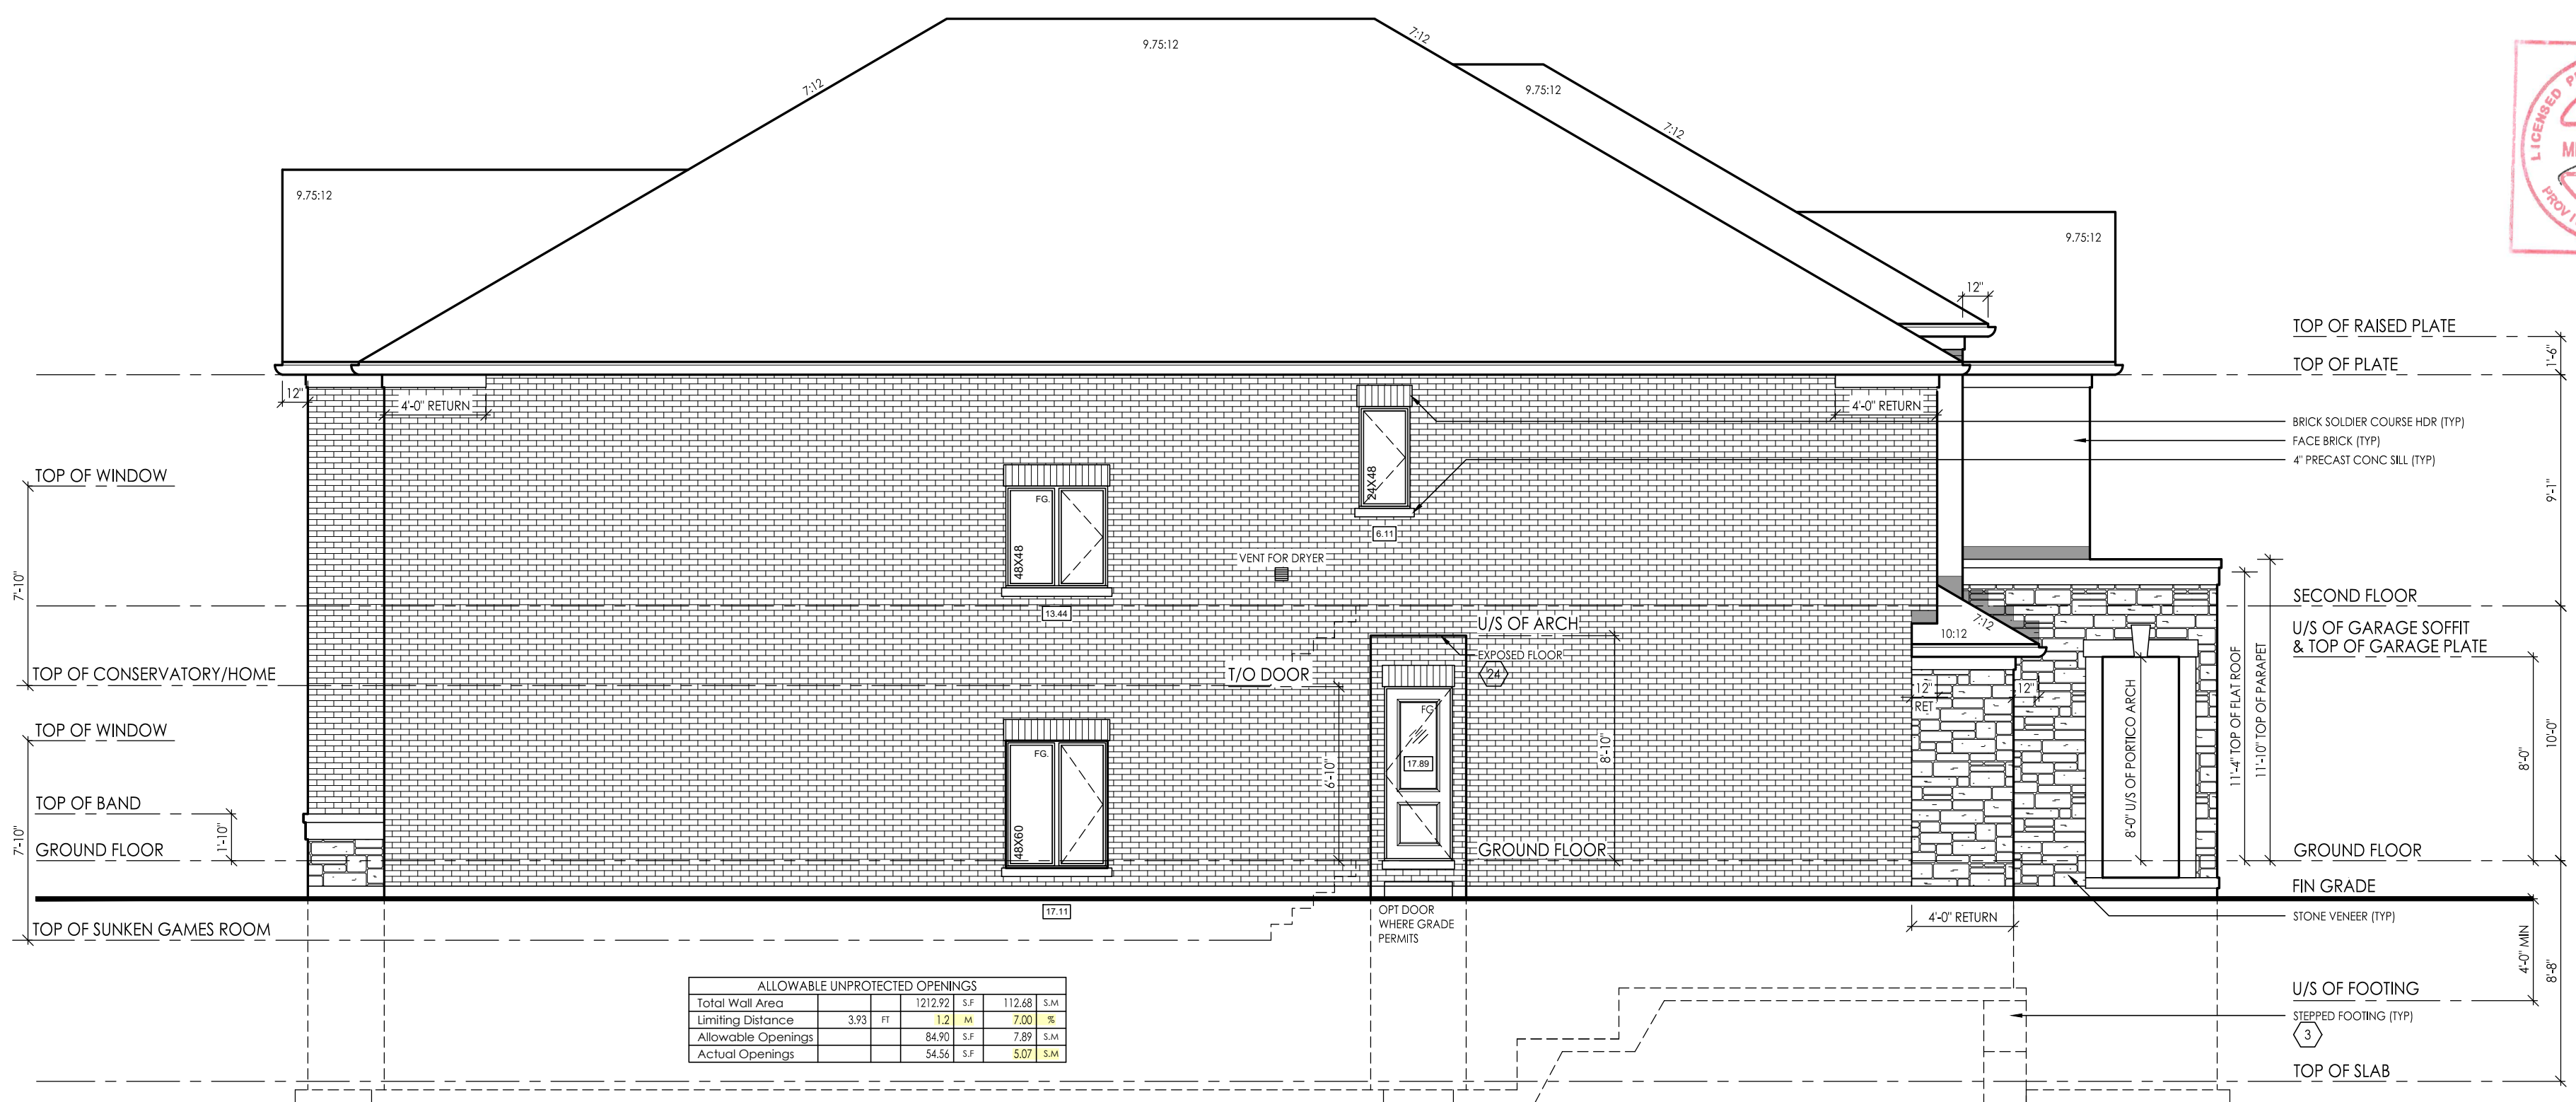 9.75:12
7:12
7:12
9.75:12
7:12
9.75:12
9.75:12
LICENSED
PROV
12"
TOP OF RAISED PLATE
1'-6"
TOP OF PLATE
12"
4'-0" RETURN
4'-0" RETURN
BRICK SOLDIER COURSE HDR (TYP)
FACE BRICK (TYP)
4" PRECAST CONC SILL (TYP)
TOP OF WINDOW
24X48
6.11
FG.
48X48
13.44
VENT FOR DRYER
9'-1"
7'-10"
SECOND FLOOR
U/S OF GARAGE SOFFIT
& TOP OF GARAGE PLATE
U/S OF ARCH
EXPOSED FLOOR
24
10:12
7:12
TOP OF CONSERVATORY/HOME
T/O DOOR
12"
RET
12"
TOP OF WINDOW
FG.
48X60
FG
17.89
6'-10"
8'-10"
8'-0" U/S OF PORTICO ARCH
11'-4" TOP OF FLAT ROOF
11'-10" TOP OF PARAPET
8'-0"
10'-0"
TOP OF BAND
1'-10"
7'-10"
GROUND FLOOR
GROUND FLOOR
GROUND FLOOR
FIN GRADE
17.11
OPT DOOR
WHERE GRADE
PERMITS
4'-0" RETURN
STONE VENEER (TYP)
TOP OF SUNKEN GAMES ROOM
4'-0" MIN
8'-8"
U/S OF FOOTING
STEPPED FOOTING (TYP)
3
TOP OF SLAB
ALLOWABLE UNPROTECTED OPENINGS
Total Wall Area 1212.92 S.F 112.68 S.M
Limiting Distance 3.93 FT 1.2 M 7.00 %
Allowable Openings 84.90 S.F 7.89 S.M
Actual Openings 54.56 S.F 5.07 S.M